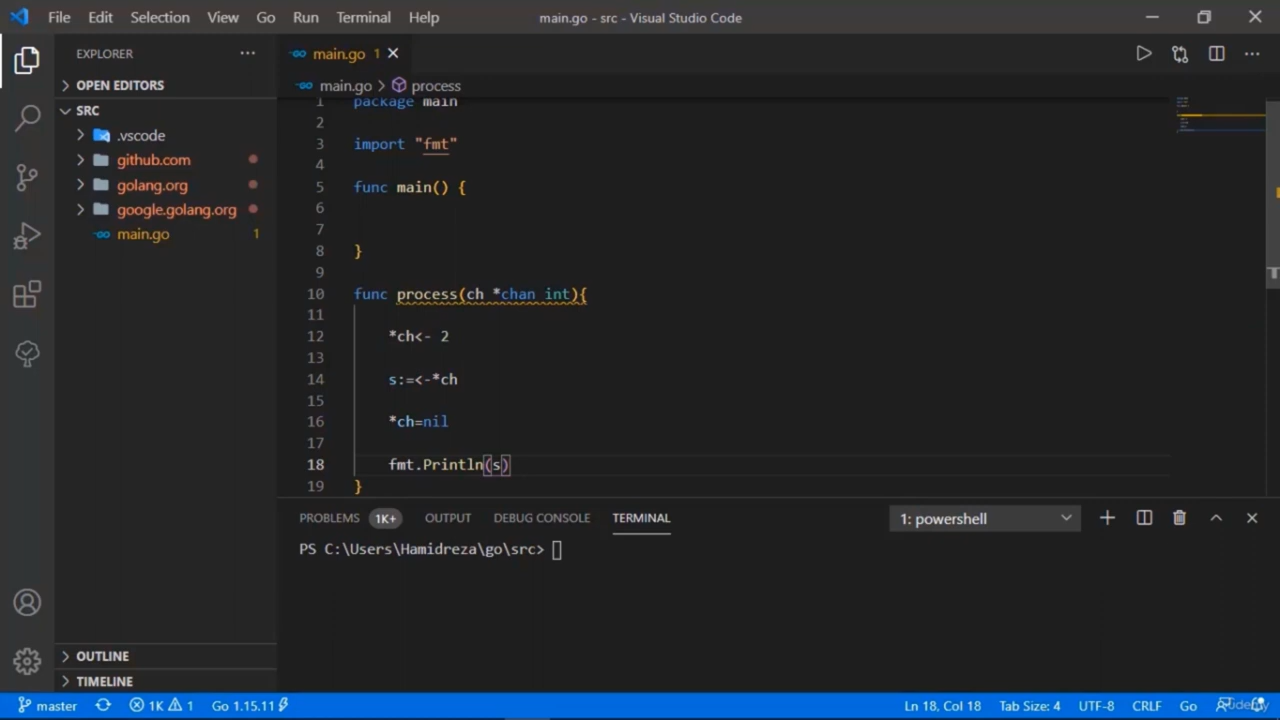 File Edit Selection View Go Run Terminal Help
main.go - src - Visual Studio Code
EXPLORER
main.go 1
OPEN EDITORS
main.go > process
SRC
.vscode
github.com
golang.org
google.golang.org
main.go 1
1 package main
2
3 import "fmt"
4
5 func main() {
6
7
8 }
9
10 func process(ch *chan int){
11
12 *ch<- 2
13
14 s:=<-*ch
15
16 *ch=nil
17
18 fmt.Println(s)
19 }
PROBLEMS 1K+ OUTPUT DEBUG CONSOLE TERMINAL
1: powershell
PS C:\Users\Hamidreza\go\src>
OUTLINE
TIMELINE
master 1K 1 Go 1.15.11
Ln 18, Col 18 Tab Size: 4 UTF-8 CRLF Go
Udemy